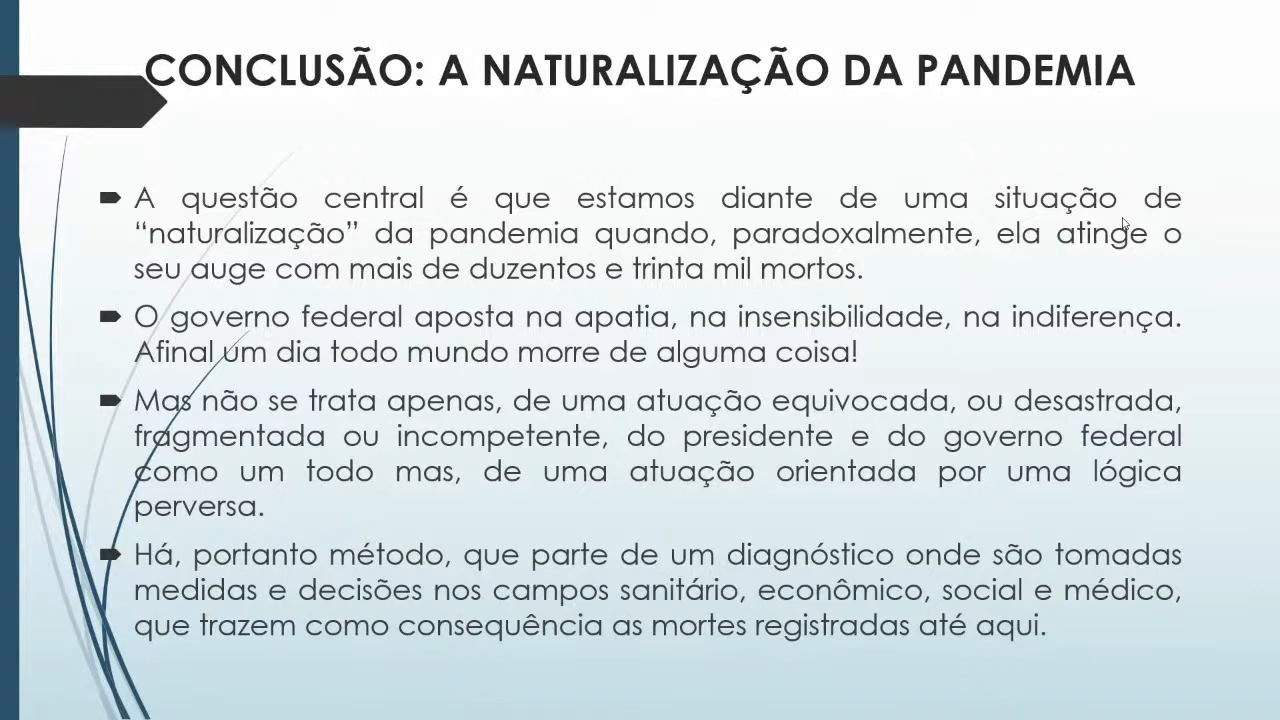 CONCLUSÃO: A NATURALIZAÇÃO DA PANDEMIA
A questão central é que estamos diante de uma situação de
“naturalização” da pandemia quando, paradoxalmente, ela atinge o
seu auge com mais de duzentos e trinta mil mortos.
O governo federal aposta na apatia, na insensibilidade, na indiferença.
Afinal um dia todo mundo morre de alguma coisa!
Mas não se trata apenas, de uma atuação equivocada, ou desastrada,
fragmentada ou incompetente, do presidente e do governo federal
como um todo mas, de uma atuação orientada por uma lógica
perversa.
Há, portanto método, que parte de um diagnóstico onde são tomadas
medidas e decisões nos campos sanitário, econômico, social e médico,
que trazem como consequência as mortes registradas até aqui.